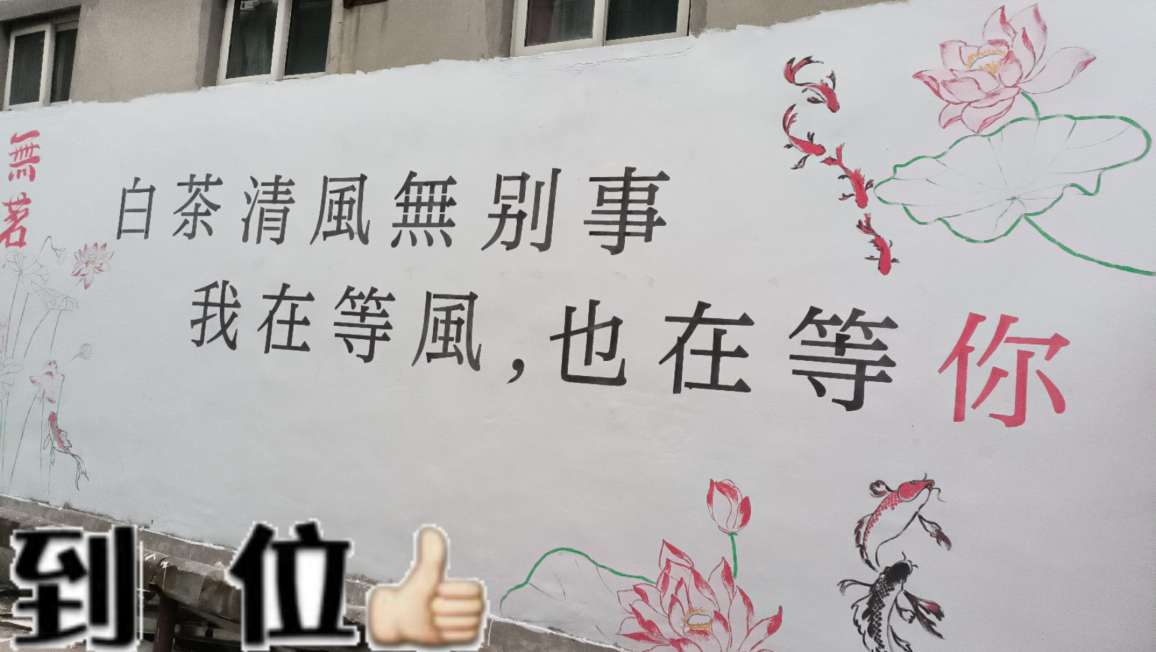 無茗
白茶清風無别事
我在等風,也在等你
到位👍